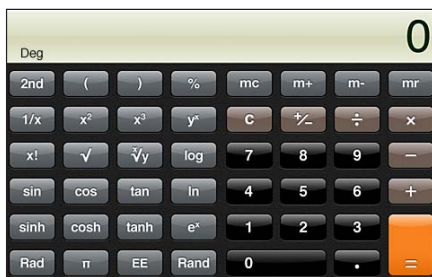 0
Deg
2nd ( ) % mc m+ m- mr
1/x x² x³ yˣ C +/− ÷ ×
x! √ ˣ√y log 7 8 9 −
sin cos tan ln 4 5 6 +
sinh cosh tanh eˣ 1 2 3
Rad π EE Rand 0 . =